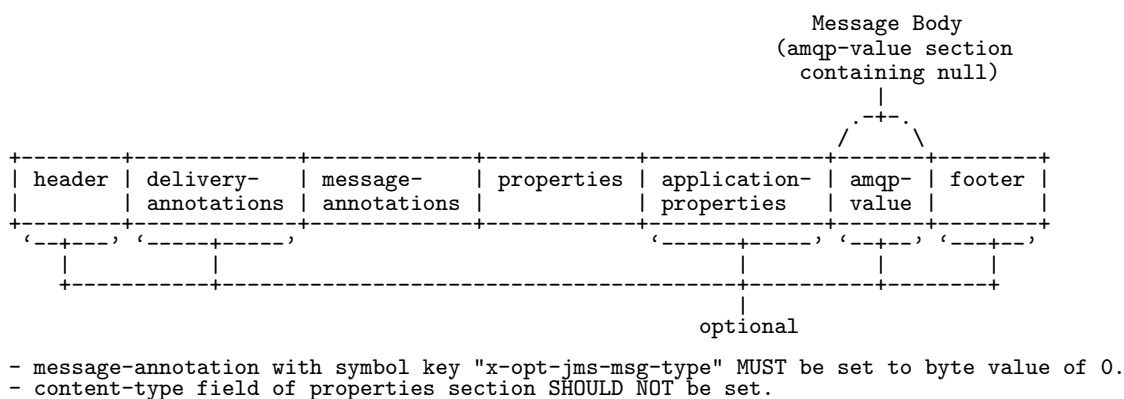 Message Body
                                                          (amqp-value section
                                                            containing null)
                                                                   |
                                                                 .-+-.
                                                                /     \
+--------+-------------+-------------+------------+--------------+-------+--------+
| header | delivery-   | message-    | properties | application- | amqp- | footer |
|        | annotations | annotations |            | properties   | value |        |
+--------+-------------+-------------+------------+--------------+-------+--------+
 ‘--+---’ ‘-----+-----’                            ‘------+-----’ ‘--+--’ ‘---+--’
    |           |                                         |          |        |
    +-----------+-----------------------------------------+----------+--------+
                                                          |
                                                       optional
- message-annotation with symbol key "x-opt-jms-msg-type" MUST be set to byte value of 0.
- content-type field of properties section SHOULD NOT be set.